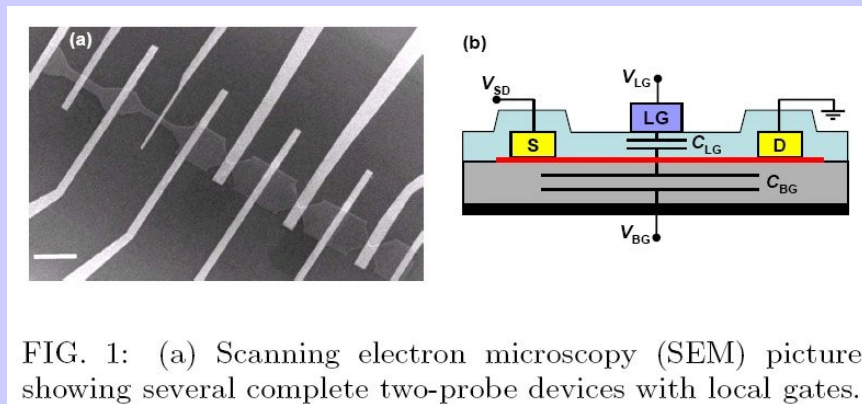 (a)
(b)
V_SD
V_LG
LG
S
D
C_LG
C_BG
V_BG
FIG. 1: (a) Scanning electron microscopy (SEM) picture
showing several complete two-probe devices with local gates.